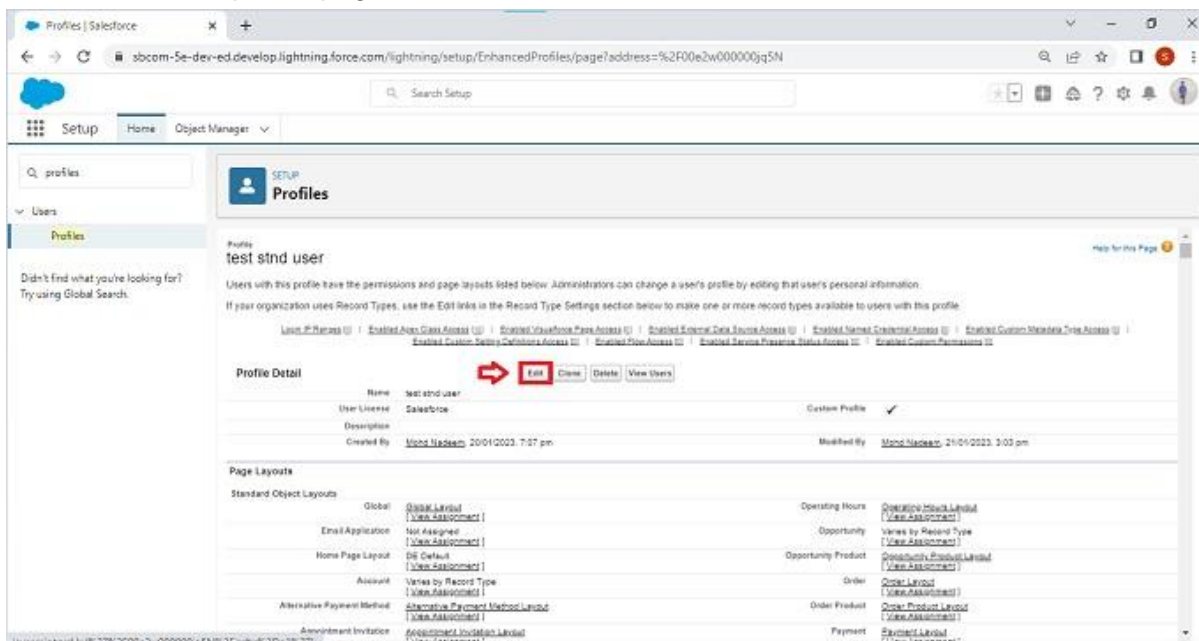 Profiles | Salesforce
sbcom-5e-dev-ed.develop.lightning.force.com/lightning/setup/EnhancedProfiles/page?address=%2F00e2w000000jq5N
Search Setup
Setup Home Object Manager
profiles
SETUP
Profiles
Users
Profiles
Didn't find what you're looking for?
Try using Global Search.
Profile
test stnd user
Help for this Page
Users with this profile have the permissions and page layouts listed below. Administrators can change a user's profile by editing that user's personal information.
If your organization uses Record Types, use the Edit links in the Record Type Settings section below to make one or more record types available to users with this profile
Login IP Ranges | Enabled Apex Class Access | Enabled Visualforce Page Access | Enabled External Data Source Access | Enabled Named Credential Access | Enabled Custom Metadata Type Access |
Enabled Custom Setting Definitions Access | Enabled Flow Access | Enabled Service Presence Status Access | Enabled Custom Permissions
Profile Detail Edit Clone Delete View Users
Name test stnd user
User License Salesforce Custom Profile ✓
Description
Created By Mohd Nadeem, 20/01/2023, 7:07 pm Modified By Mohd Nadeem, 21/01/2023, 3:03 pm
Page Layouts
Standard Object Layouts
Global Global Layout Operating Hours Operating Hours Layout
[ View Assignment ] [ View Assignment ]
Email Application Not Assigned Opportunity Varies by Record Type
[ View Assignment ] [ View Assignment ]
Home Page Layout DE Default Opportunity Product Opportunity Product Layout
[ View Assignment ] [ View Assignment ]
Account Varies by Record Type Order Order Layout
[ View Assignment ] [ View Assignment ]
Alternative Payment Method Alternative Payment Method Layout Order Product Order Product Layout
[ View Assignment ] [ View Assignment ]
Appointment Invitation Appointment Invitation Layout Payment Payment Layout